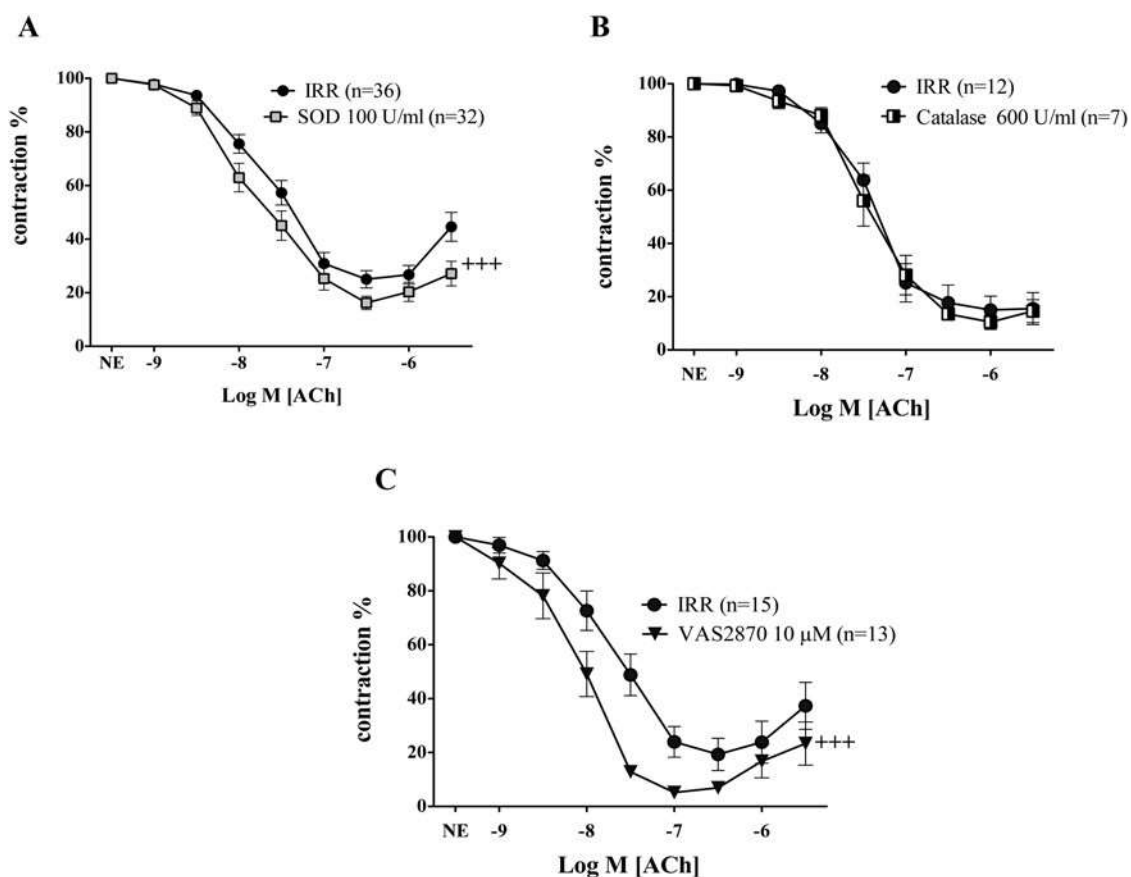 A
contraction %
100
80
60
40
20
0
IRR (n=36)
SOD 100 U/ml (n=32)
+++
NE -9 -8 -7 -6
Log M [ACh]
B
contraction %
100
80
60
40
20
0
IRR (n=12)
Catalase 600 U/ml (n=7)
NE -9 -8 -7 -6
Log M [ACh]
C
contraction %
100
80
60
40
20
0
IRR (n=15)
VAS2870 10 µM (n=13)
+++
NE -9 -8 -7 -6
Log M [ACh]